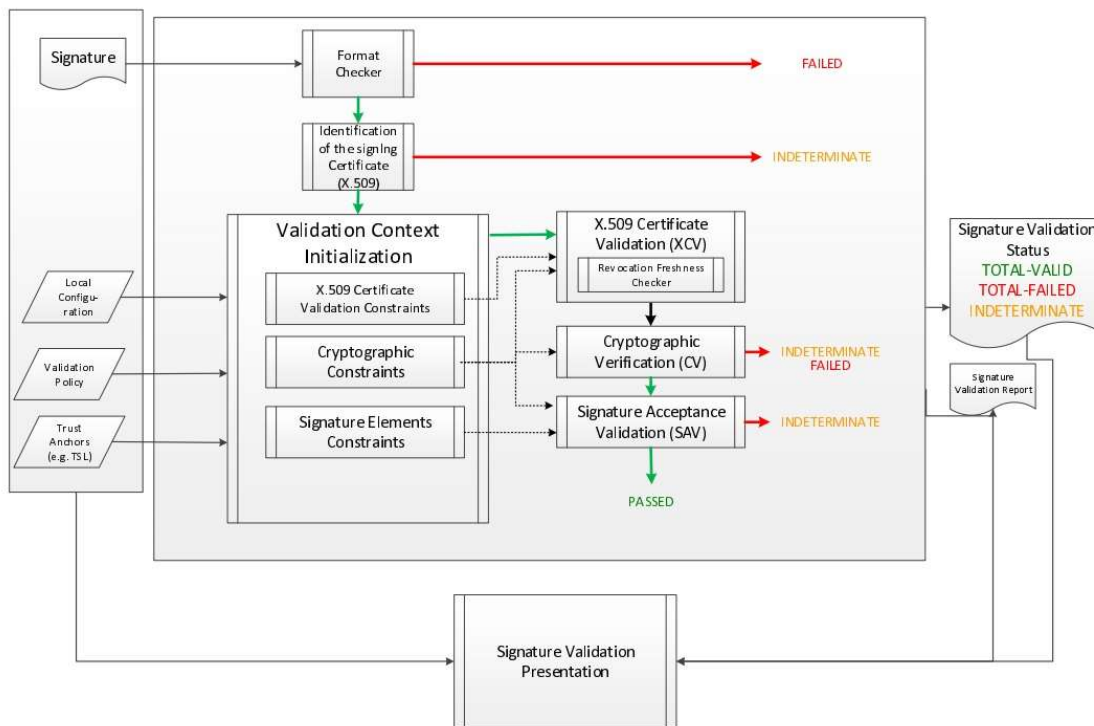 Signature
Format
Checker
FAILED
Identification
of the signIng
Certificate
(X.509)
INDETERMINATE
Validation Context
Initialization
X.509 Certificate
Validation (XCV)
Revocation Freshness
Checker
Signature Validation
Status
TOTAL-VALID
TOTAL-FAILED
INDETERMINATE
Local
Configu-
ration
X.509 Certificate
Validation Constraints
Cryptographic
Constraints
Cryptographic
Verification (CV)
INDETERMINATE
FAILED
Validation
Policy
Signature
Validation Report
Signature Elements
Constraints
Signature Acceptance
Validation (SAV)
INDETERMINATE
Trust
Anchors
(e.g. TSL)
PASSED
Signature Validation
Presentation